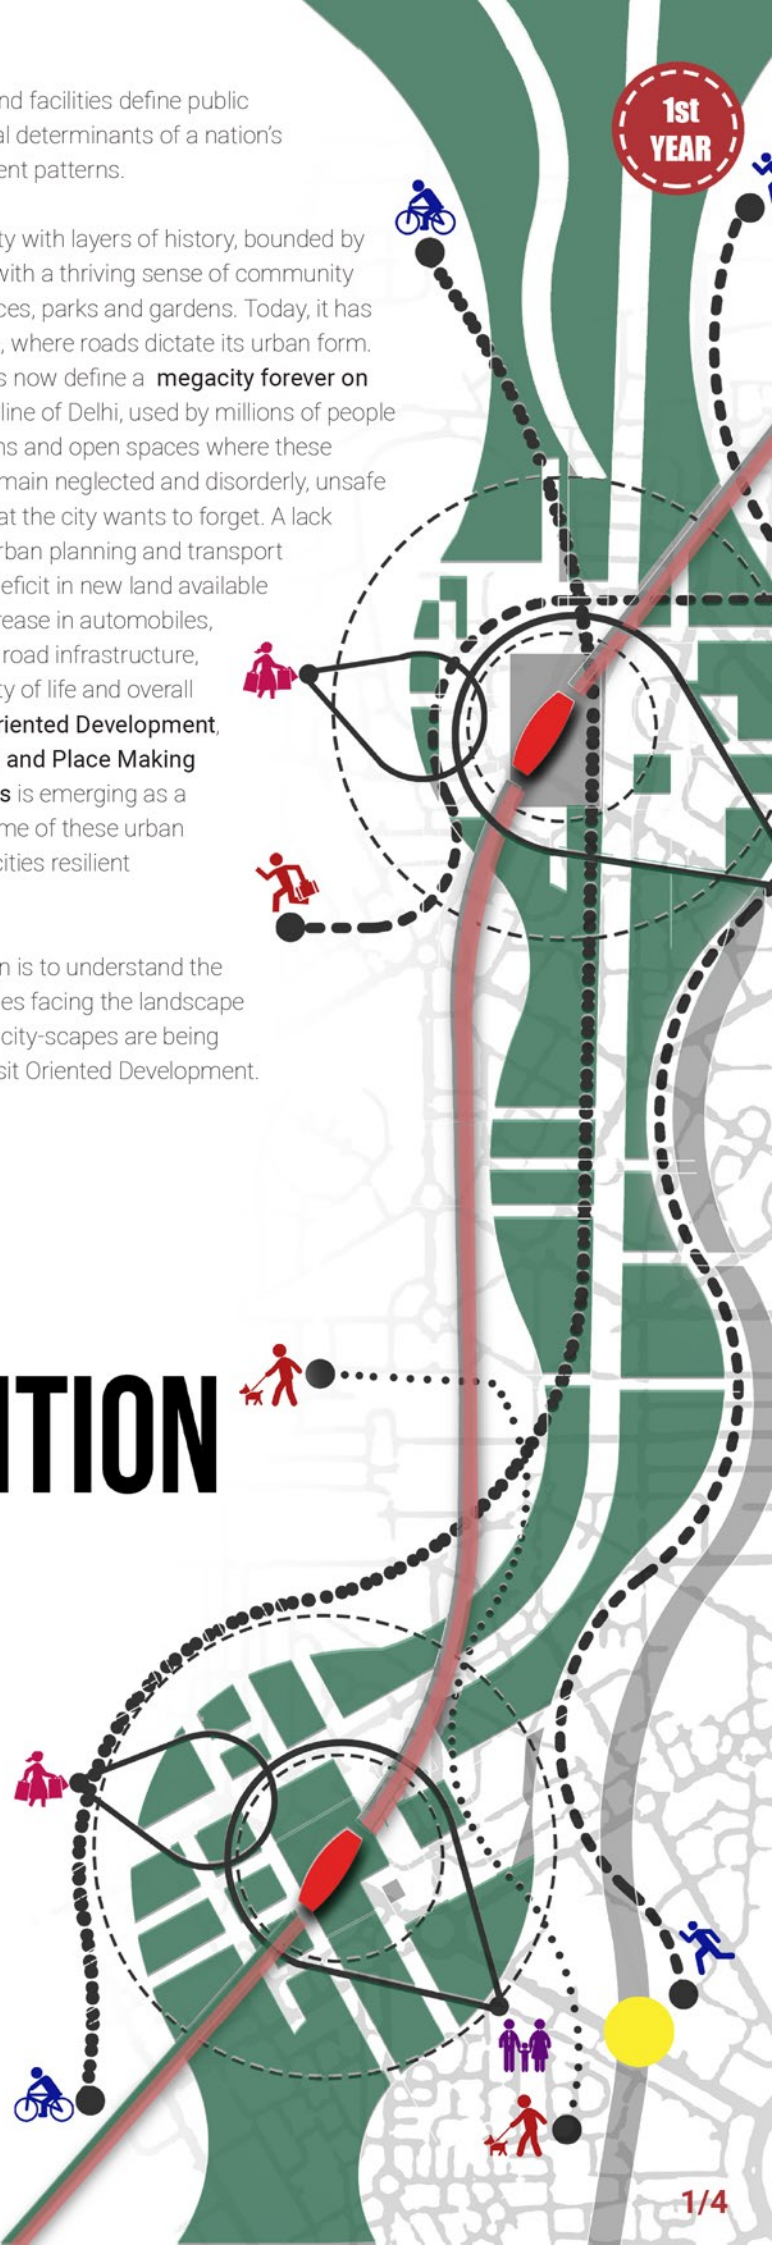 1st
YEAR
nd facilities define public
al determinants of a nation's
ent patterns.
ty with layers of history, bounded by
with a thriving sense of community
ces, parks and gardens. Today, it has
, where roads dictate its urban form.
s now define a megacity forever on
line of Delhi, used by millions of people
ns and open spaces where these
main neglected and disorderly, unsafe
at the city wants to forget. A lack
rban planning and transport
eficit in new land available
rease in automobiles,
road infrastructure,
ty of life and overall
riented Development,
and Place Making
s is emerging as a
me of these urban
cities resilient
n is to understand the
es facing the landscape
city-scapes are being
sit Oriented Development.
ITION
1/4